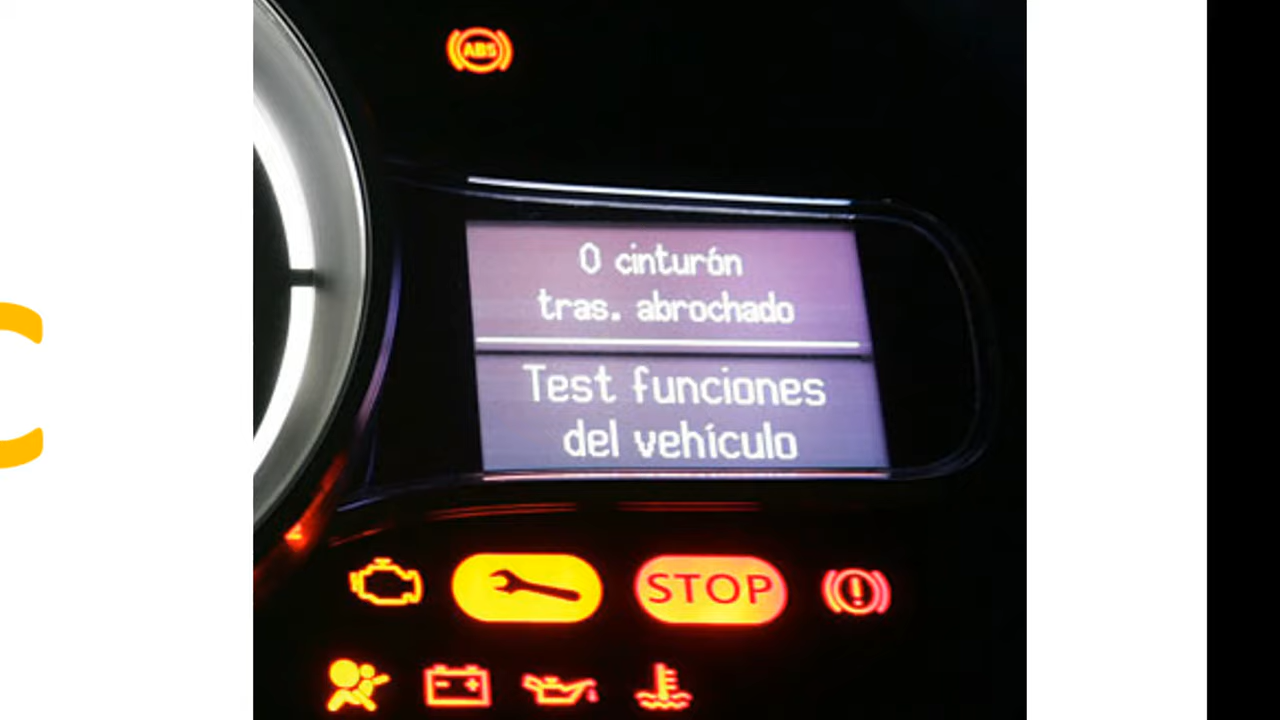 ABS
0 cinturón
tras. abrochado
Test funciones
del vehículo
STOP